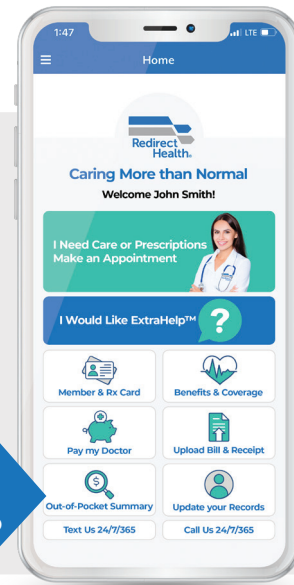 1:47
LTE
Home
Redirect
Health®
Caring More than Normal
Welcome John Smith!
I Need Care or Prescriptions
Make an Appointment
I Would Like ExtraHelp™
?
Member & Rx Card
Benefits & Coverage
Pay my Doctor
Upload Bill & Receipt
$
Out-of-Pocket Summary
Update your Records
Text Us 24/7/365
Call Us 24/7/365